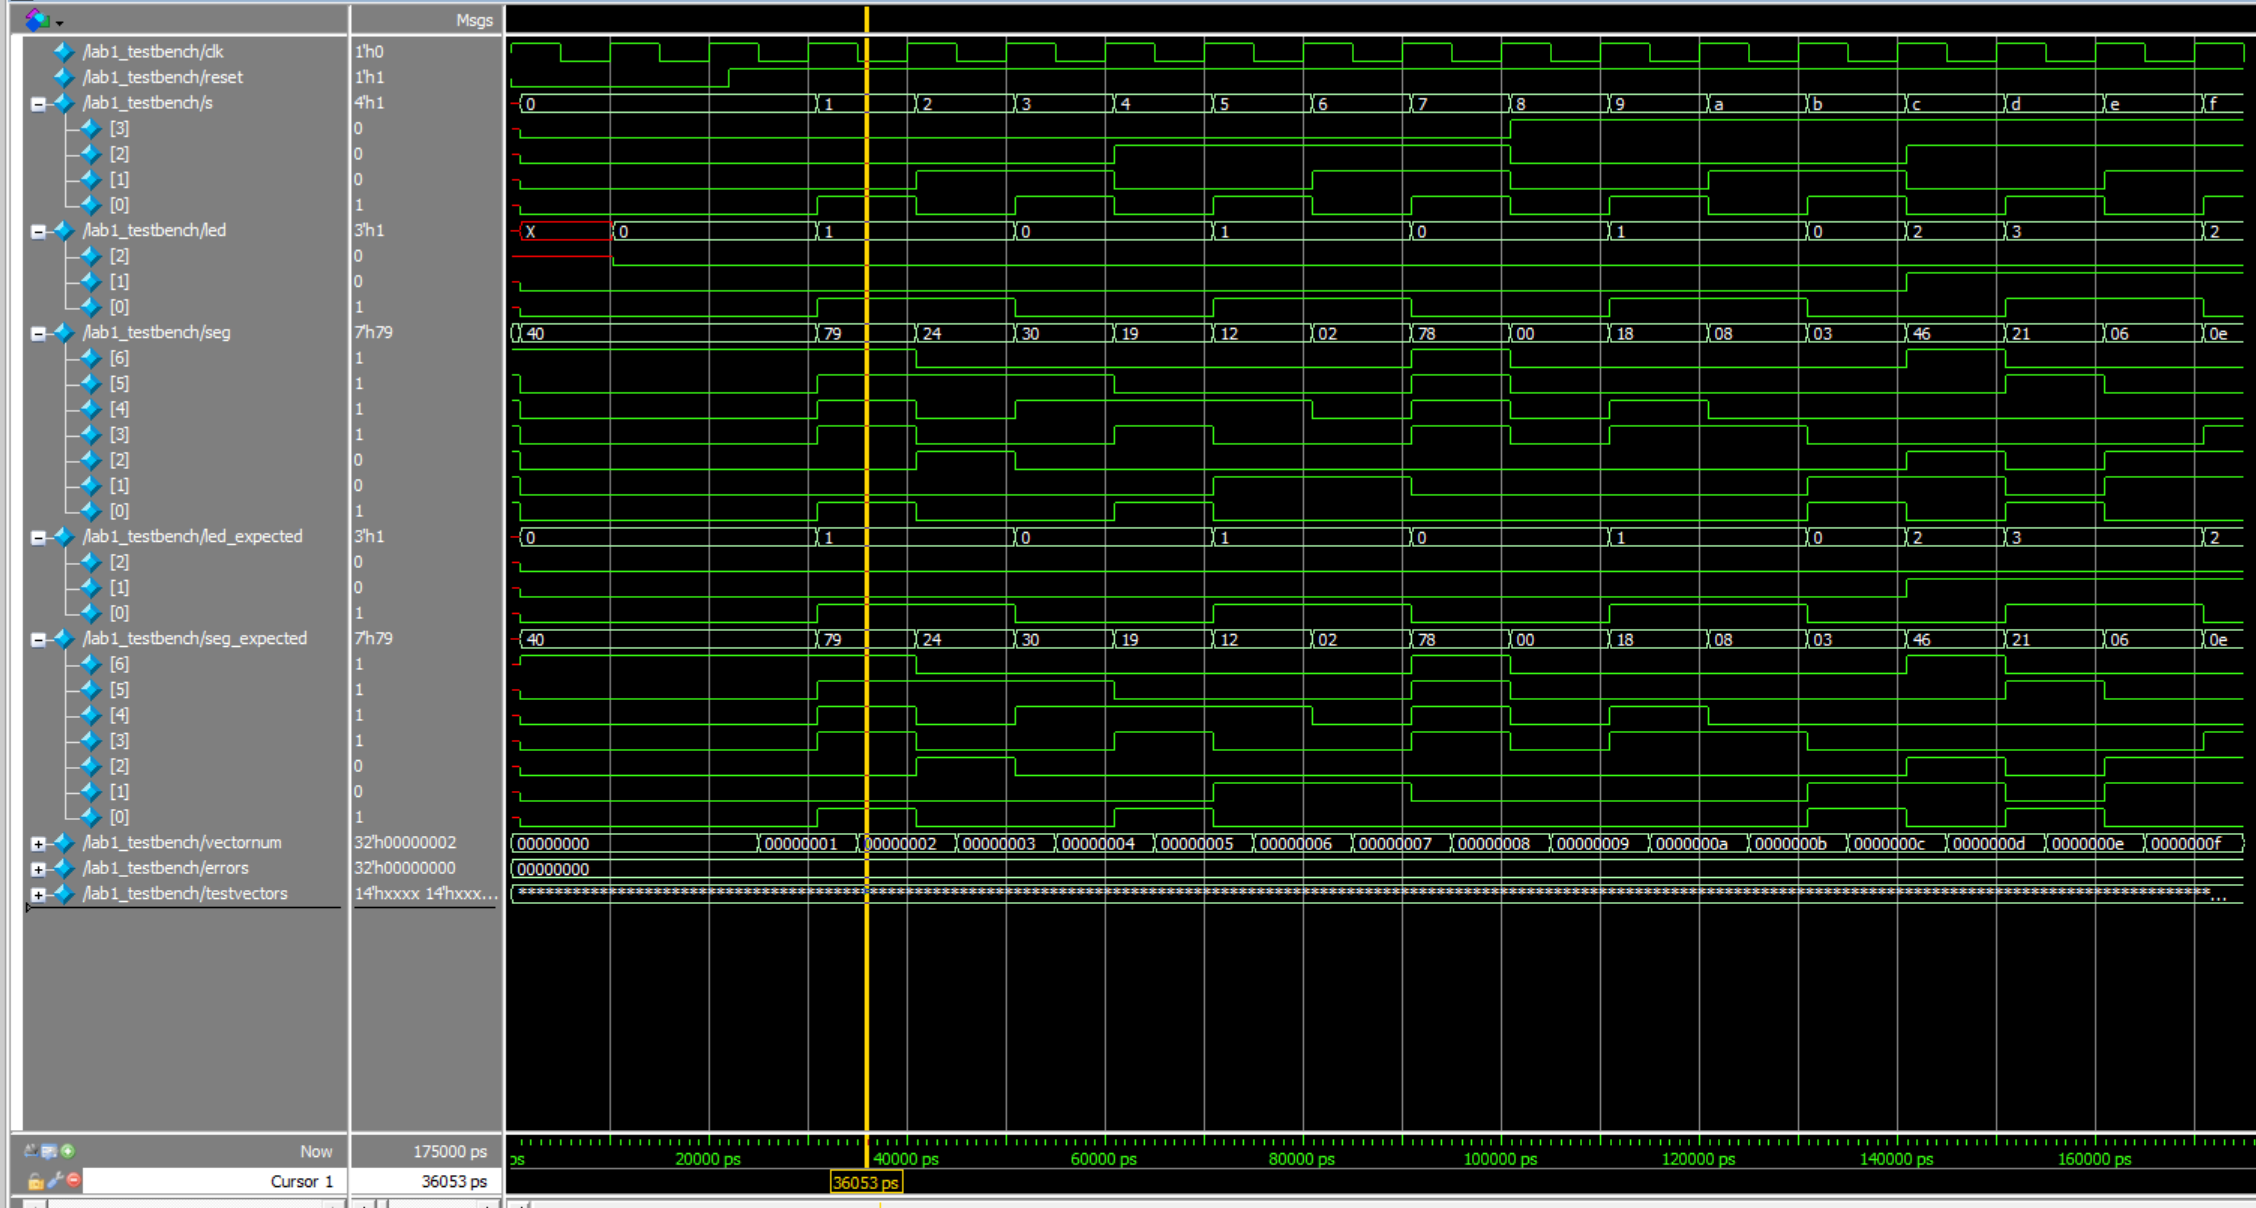 Msgs
/lab1_testbench/clk 1'h0
/lab1_testbench/reset 1'h1
/lab1_testbench/s 4'h1 0 1 2 3 4 5 6 7 8 9 a b c d e f
[3] 0
[2] 0
[1] 0
[0] 1
/lab1_testbench/led 3'h1 X 0 1 0 1 0 1 0 2 3 2
[2] 0
[1] 0
[0] 1
/lab1_testbench/seg 7'h79 40 79 24 30 19 12 02 78 00 18 08 03 46 21 06 0e
[6] 1
[5] 1
[4] 1
[3] 1
[2] 0
[1] 0
[0] 1
/lab1_testbench/led_expected 3'h1 0 1 0 1 0 1 0 2 3 2
[2] 0
[1] 0
[0] 1
/lab1_testbench/seg_expected 7'h79 40 79 24 30 19 12 02 78 00 18 08 03 46 21 06 0e
[6] 1
[5] 1
[4] 1
[3] 1
[2] 0
[1] 0
[0] 1
/lab1_testbench/vectornum 32'h00000002 00000000 00000001 00000002 00000003 00000004 00000005 00000006 00000007 00000008 00000009 0000000a 0000000b 0000000c 0000000d 0000000e 0000000f
/lab1_testbench/errors 32'h00000000 00000000
/lab1_testbench/testvectors 14'hxxxx 14'hxxx...
Now 175000 ps ps 20000 ps 40000 ps 60000 ps 80000 ps 100000 ps 120000 ps 140000 ps 160000 ps
Cursor 1 36053 ps 36053 ps